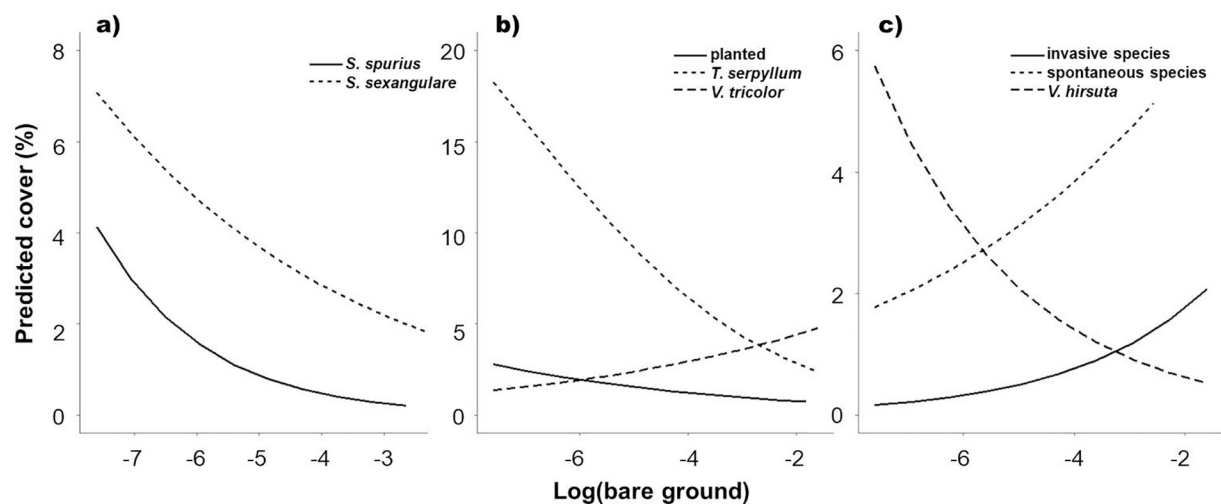 a)
S. spurius
S. sexangulare
b)
planted
T. serpyllum
V. tricolor
c)
invasive species
spontaneous species
V. hirsuta
Predicted cover (%)
8
6
4
2
0
20
15
10
5
0
6
4
2
0
-7 -6 -5 -4 -3
-6 -4 -2
-6 -4 -2
Log(bare ground)